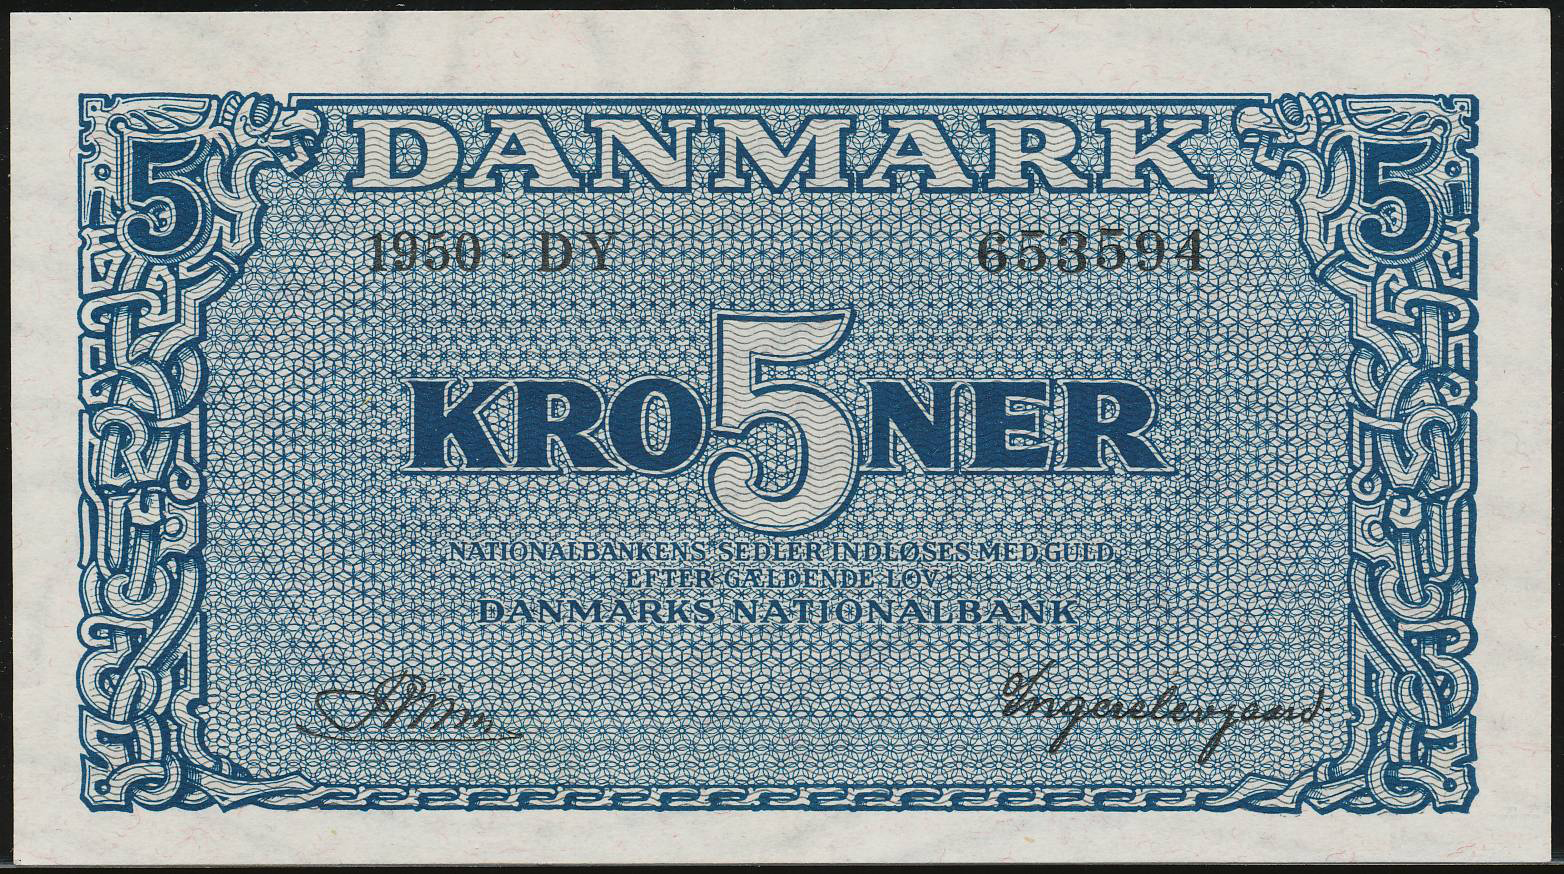 DANMARK
5 5
1950 - DY 653594
KRO5NER
NATIONALBANKENS SEDLER INDLØSES MED GULD
EFTER GÆLDENDE LOV
DANMARKS NATIONALBANK